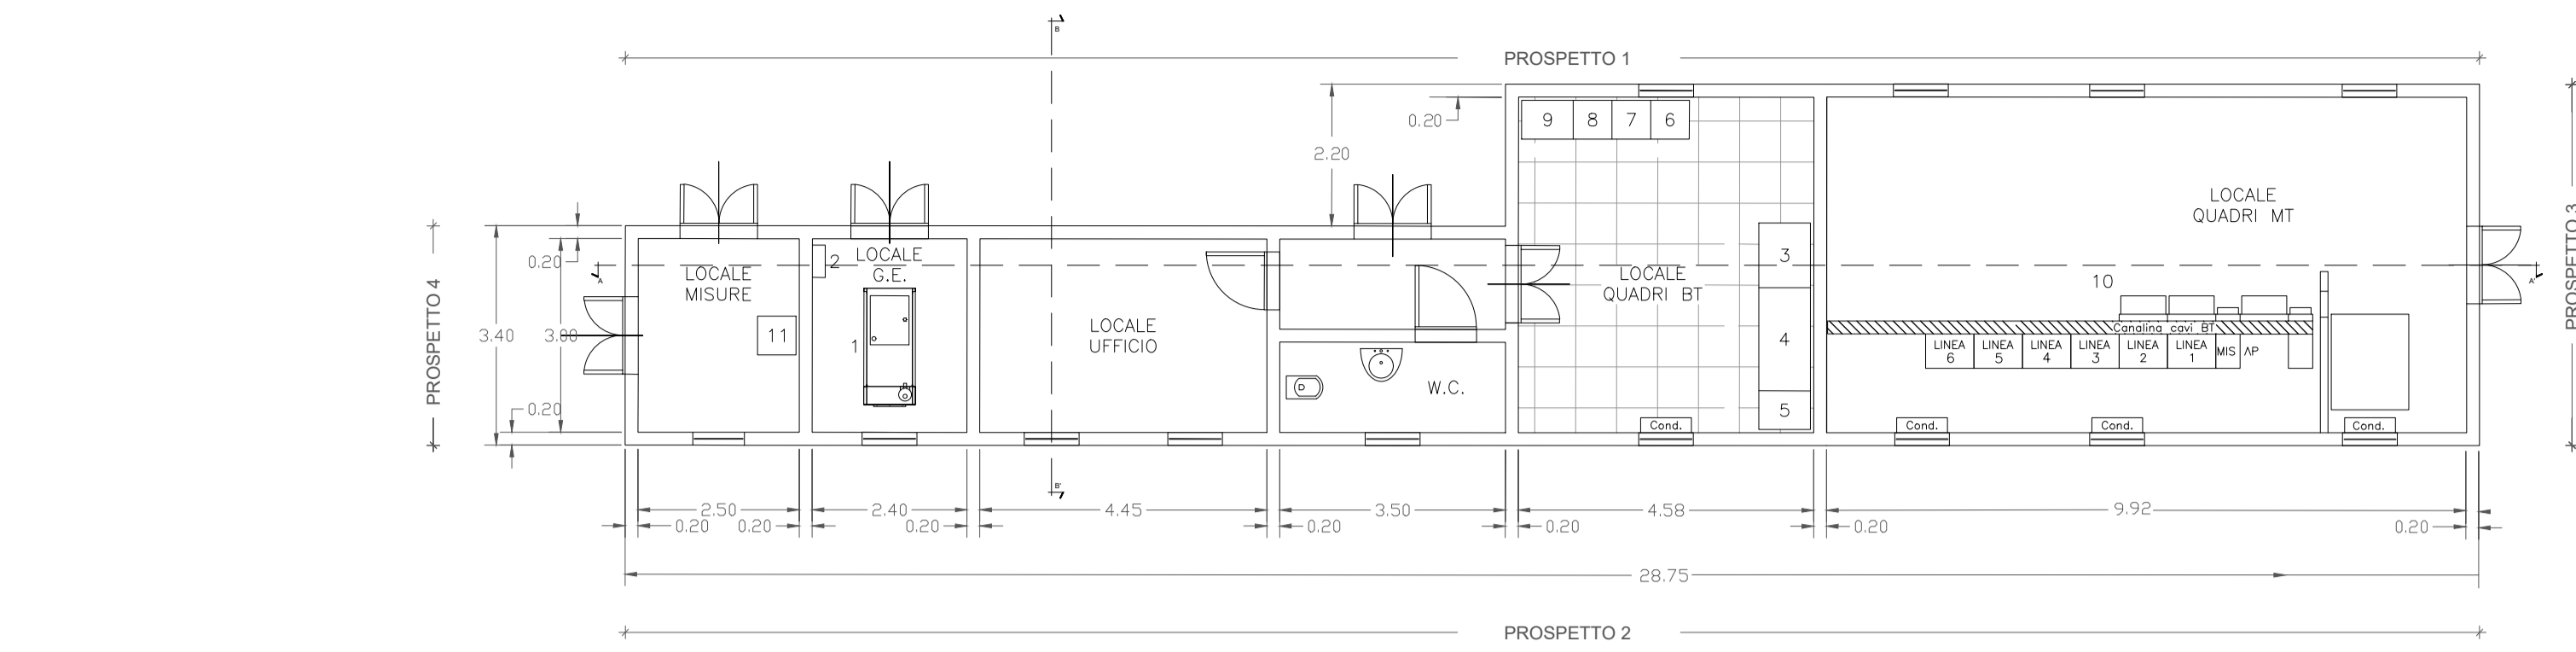 B
PROSPETTO 1
0.20
9 8 7 6
2.20
LOCALE
QUADRI MT
PROSPETTO 3
PROSPETTO 4
3.40
3.00
0.20
A
LOCALE
MISURE
11
2
LOCALE
G.E.
1
LOCALE
UFFICIO
W.C.
LOCALE
QUADRI BT
3
4
5
10
A'
Canalina cavi BT
LINEA
6
LINEA
5
LINEA
4
LINEA
3
LINEA
2
LINEA
1
MIS
AP
0.20
Cond.
Cond.
Cond.
Cond.
B'
2.50
2.40
4.45
3.50
4.58
9.92
0.20
0.20
0.20
0.20
0.20
0.20
0.20
28.75
PROSPETTO 2